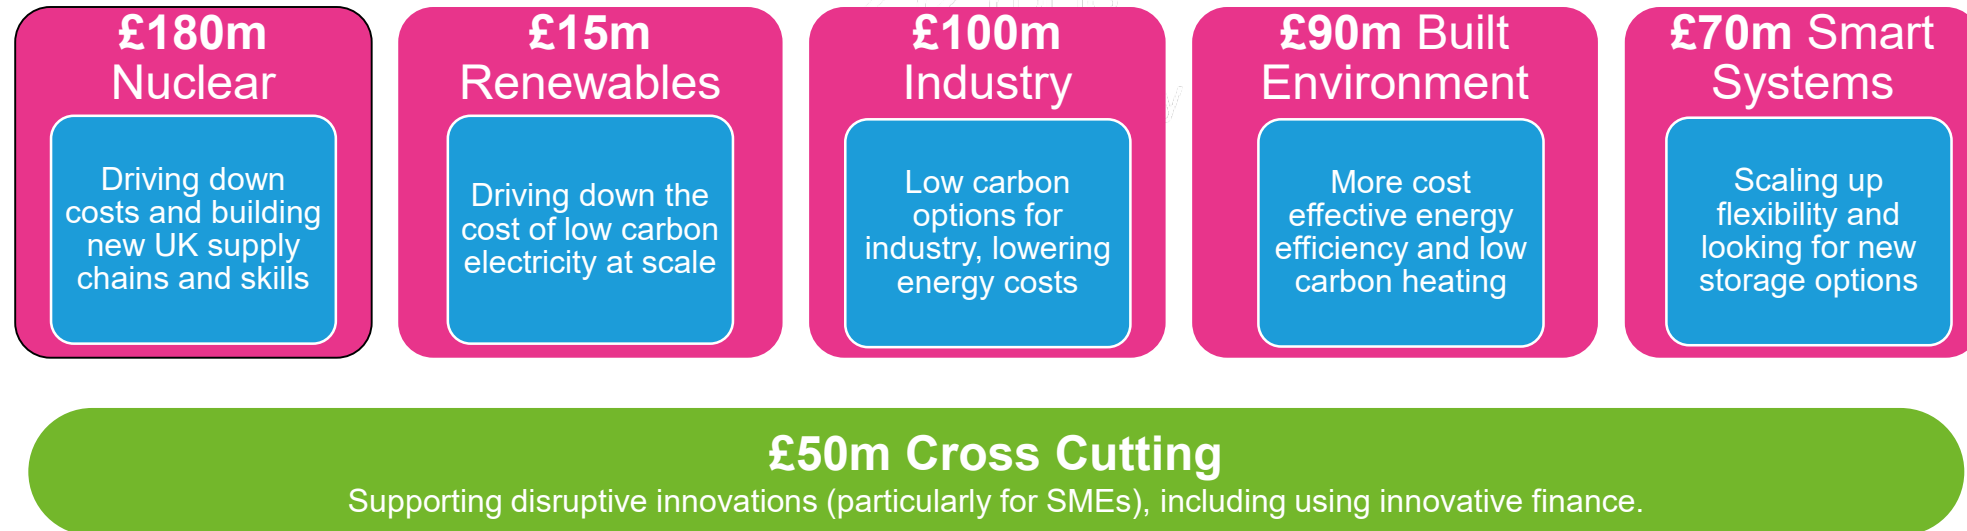 £180m
Nuclear
Driving down
costs and building
new UK supply
chains and skills
£15m
Renewables
Driving down the
cost of low carbon
electricity at scale
£100m
Industry
Low carbon
options for
industry, lowering
energy costs
£90m Built
Environment
More cost
effective energy
efficiency and low
carbon heating
£70m Smart
Systems
Scaling up
flexibility and
looking for new
storage options
£50m Cross Cutting
Supporting disruptive innovations (particularly for SMEs), including using innovative finance.